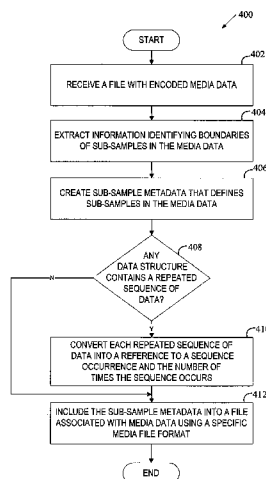 400
START
402
RECEIVE A FILE WITH ENCODED MEDIA DATA
404
EXTRACT INFORMATION IDENTIFYING BOUNDARIES
OF SUB-SAMPLES IN THE MEDIA DATA
406
CREATE SUB-SAMPLE METADATA THAT DEFINES
SUB-SAMPLES IN THE MEDIA DATA
408
ANY
DATA STRUCTURE
CONTAINS A REPEATED
SEQUENCE OF
DATA?
N
Y
410
CONVERT EACH REPEATED SEQUENCE OF
DATA INTO A REFERENCE TO A SEQUENCE
OCCURRENCE AND THE NUMBER OF
TIMES THE SEQUENCE OCCURS
412
INCLUDE THE SUB-SAMPLE METADATA INTO A FILE
ASSOCIATED WITH MEDIA DATA USING A SPECIFIC
MEDIA FILE FORMAT
END